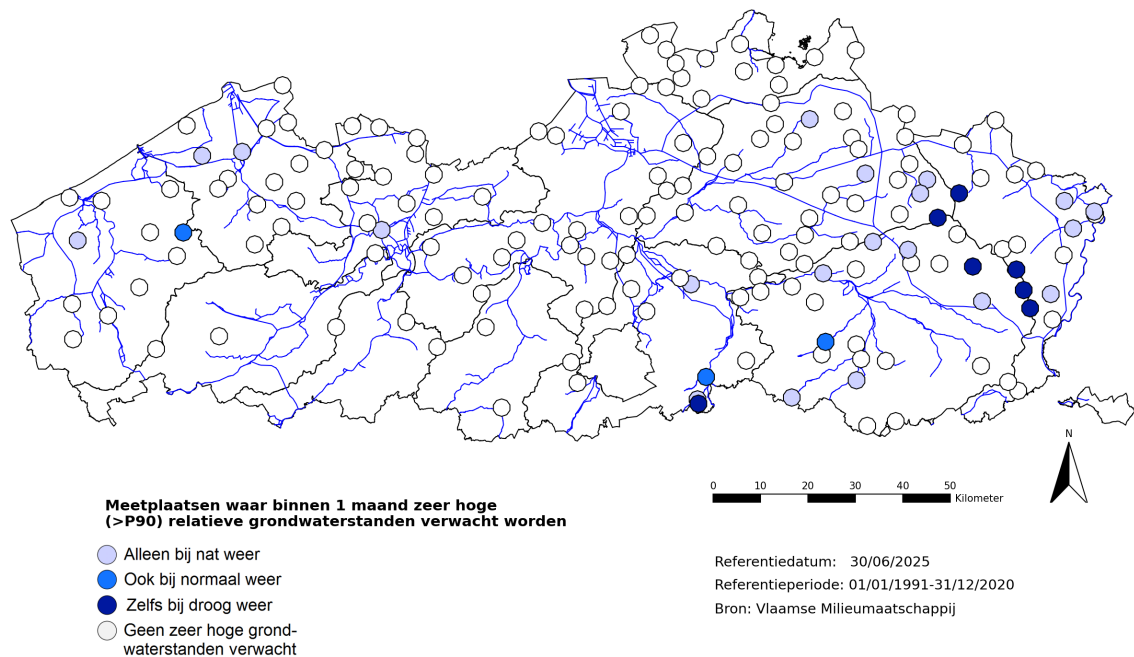 N
0 10 20 30 40 50 Kilometer
Meetplaatsen waar binnen 1 maand zeer hoge
(>P90) relatieve grondwaterstanden verwacht worden
Alleen bij nat weer
Ook bij normaal weer
Zelfs bij droog weer
Geen zeer hoge grond-
waterstanden verwacht
Referentiedatum: 30/06/2025
Referentieperiode: 01/01/1991-31/12/2020
Bron: Vlaamse Milieumaatschappij